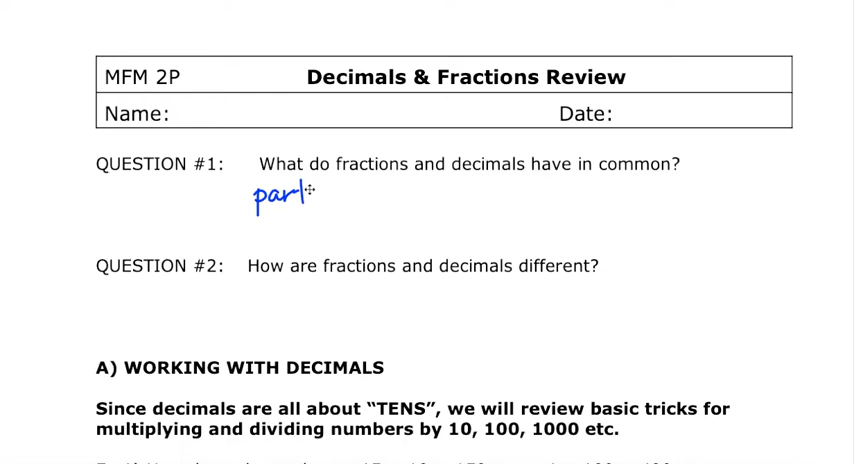 MFM 2P Decimals & Fractions Review
Name: Date:
QUESTION #1: What do fractions and decimals have in common?
part
QUESTION #2: How are fractions and decimals different?
A) WORKING WITH DECIMALS
Since decimals are all about “TENS”, we will review basic tricks for
multiplying and dividing numbers by 10, 100, 1000 etc.